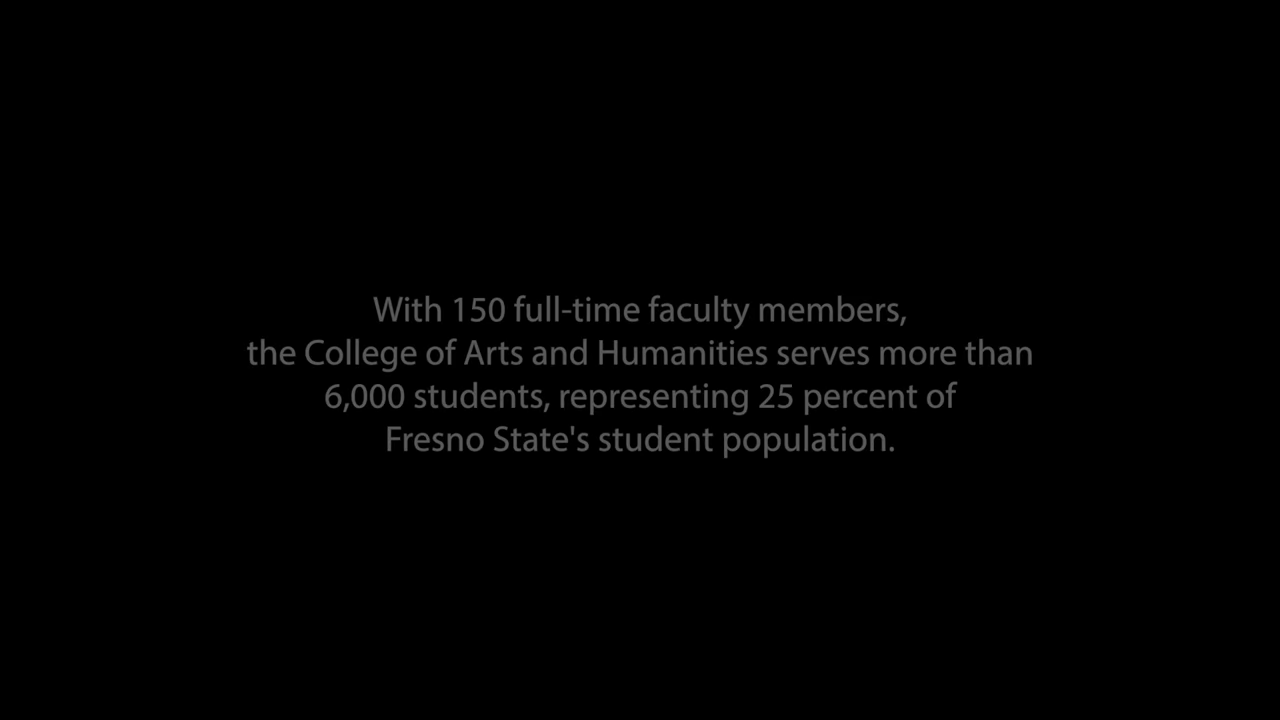 With 150 full-time faculty members,
the College of Arts and Humanities serves more than
6,000 students, representing 25 percent of
Fresno State's student population.